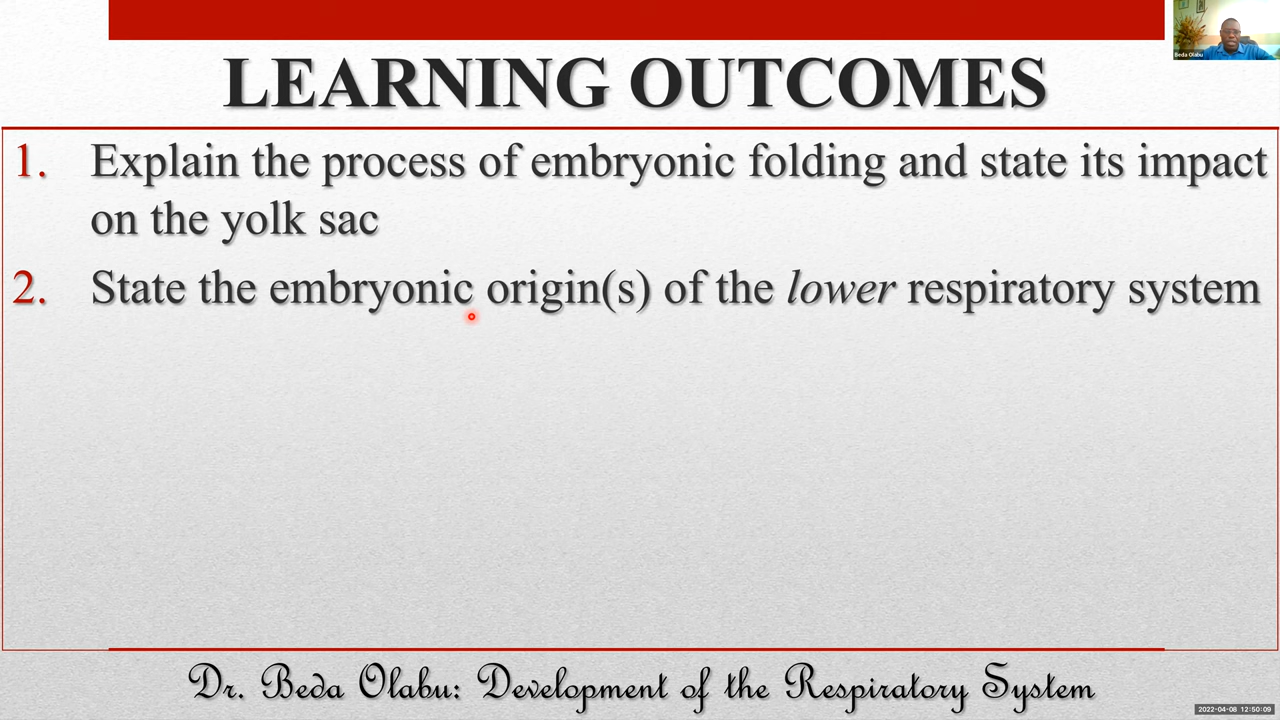 Beda Olabu
LEARNING OUTCOMES
1. Explain the process of embryonic folding and state its impact
on the yolk sac
2. State the embryonic origin(s) of the lower respiratory system
Dr. Beda Olabu: Development of the Respiratory System
2022-04-08 12:50:09